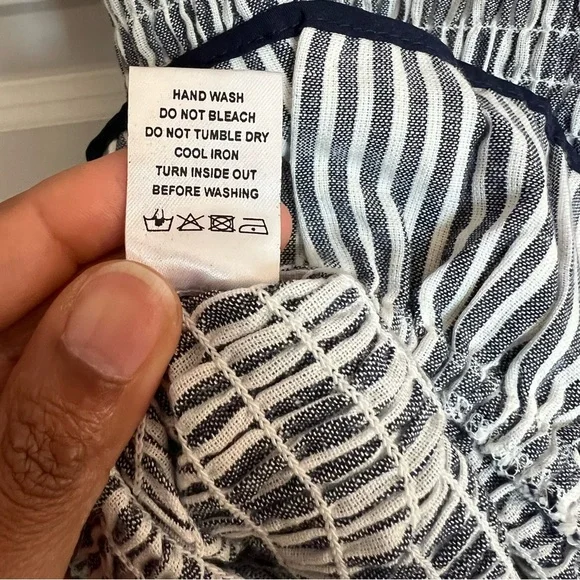 HAND WASH
DO NOT BLEACH
DO NOT TUMBLE DRY
COOL IRON
TURN INSIDE OUT
BEFORE WASHING